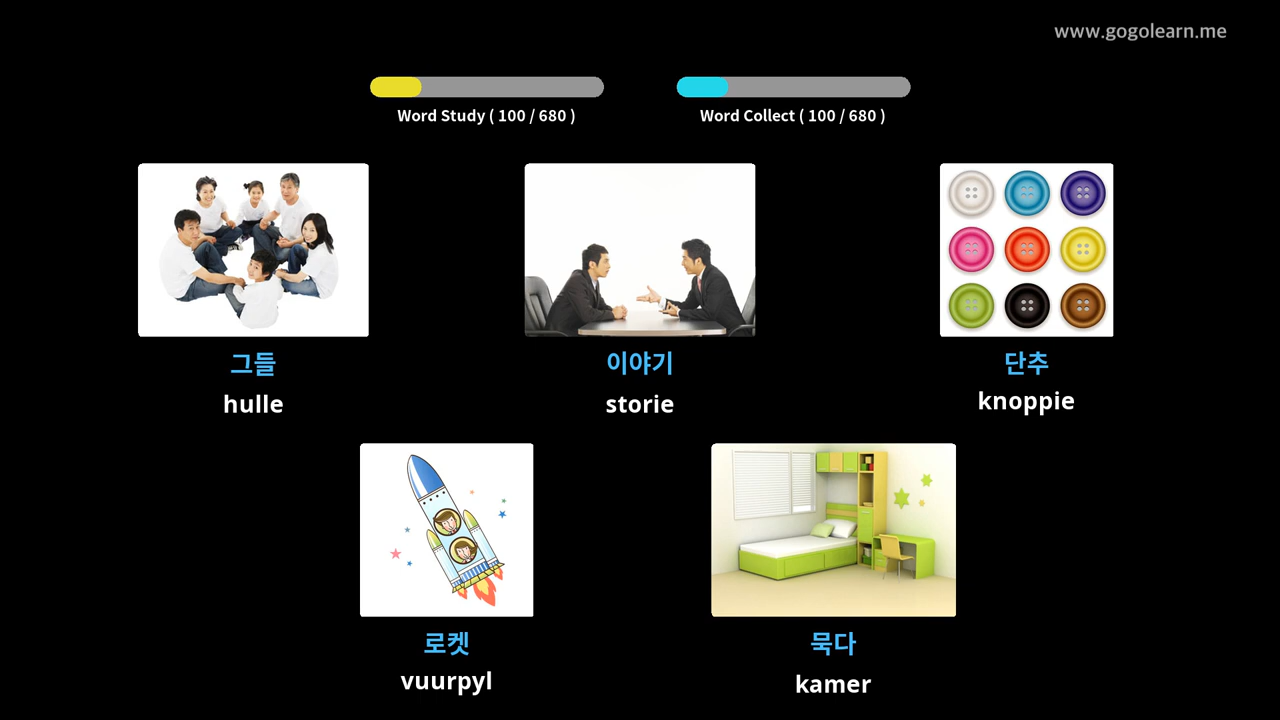 www.gogolearn.me
Word Study ( 100 / 680 )
Word Collect ( 100 / 680 )
그들
hulle
이야기
storie
단추
knoppie
로켓
vuurpyl
묵다
kamer